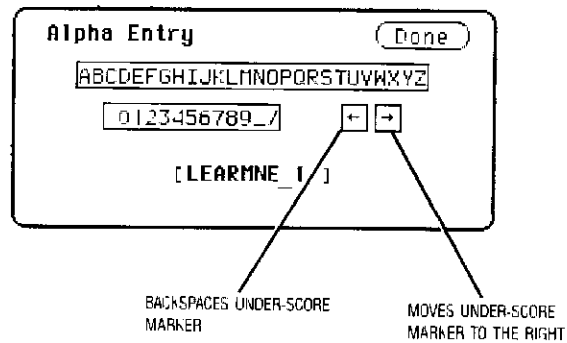 Alpha Entry
Done
ABCDEFGHIJKLMNOPQRSTUVWXYZ
0123456789_/
← →
[LEARMNE_1 ]
BACKSPACES UNDER-SCORE
MARKER
MOVES UNDER-SCORE
MARKER TO THE RIGHT